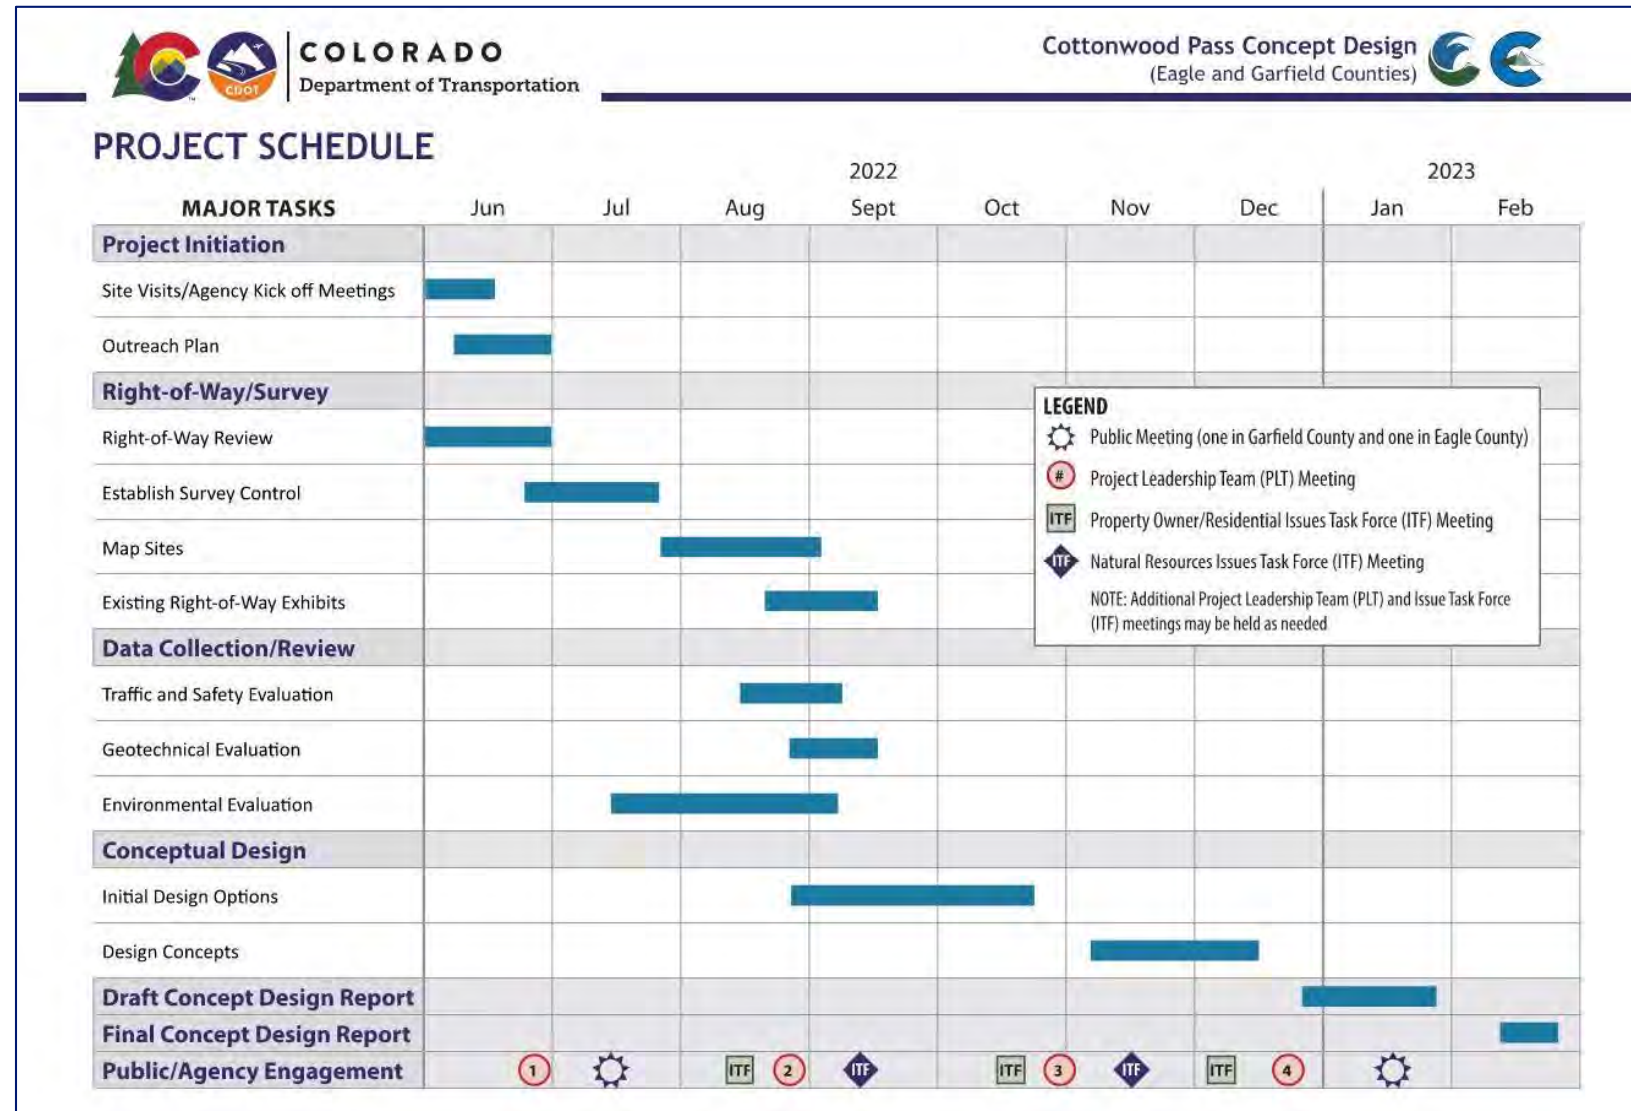 COLORADO
Department of Transportation
CDOT
TM
Cottonwood Pass Concept Design
(Eagle and Garfield Counties)
PROJECT SCHEDULE
2022 2023
MAJOR TASKS Jun Jul Aug Sept Oct Nov Dec Jan Feb
Project Initiation
Site Visits/Agency Kick off Meetings
Outreach Plan
Right-of-Way/Survey
Right-of-Way Review
Establish Survey Control
Map Sites
Existing Right-of-Way Exhibits
Data Collection/Review
Traffic and Safety Evaluation
Geotechnical Evaluation
Environmental Evaluation
Conceptual Design
Initial Design Options
Design Concepts
Draft Concept Design Report
Final Concept Design Report
Public/Agency Engagement 1 ITF 2 ITF ITF 3 ITF ITF 4
LEGEND
Public Meeting (one in Garfield County and one in Eagle County)
# Project Leadership Team (PLT) Meeting
ITF Property Owner/Residential Issues Task Force (ITF) Meeting
ITF Natural Resources Issues Task Force (ITF) Meeting
NOTE: Additional Project Leadership Team (PLT) and Issue Task Force
(ITF) meetings may be held as needed